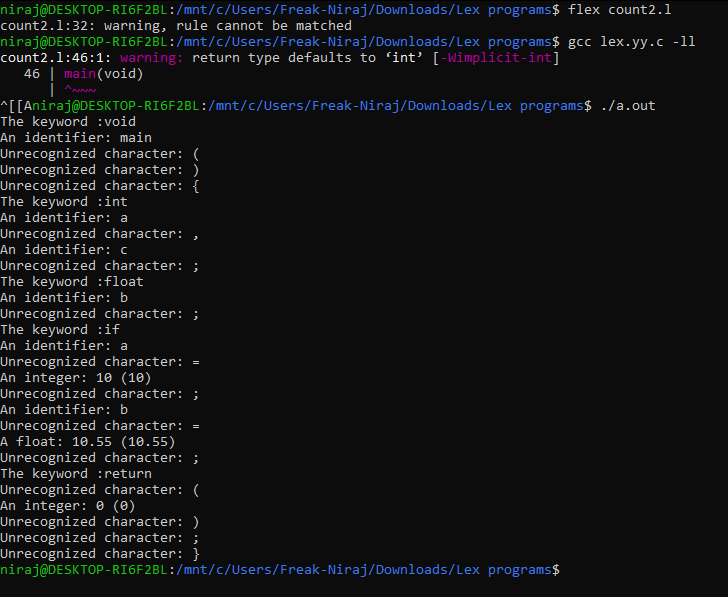 niraj@DESKTOP-RI6F2BL:/mnt/c/Users/Freak-Niraj/Downloads/Lex programs$ flex count2.l
count2.l:32: warning, rule cannot be matched
niraj@DESKTOP-RI6F2BL:/mnt/c/Users/Freak-Niraj/Downloads/Lex programs$ gcc lex.yy.c -ll
count2.l:46:1: warning: return type defaults to ‘int’ [-Wimplicit-int]
   46 | main(void)
      | ^~~~
^[[Aniraj@DESKTOP-RI6F2BL:/mnt/c/Users/Freak-Niraj/Downloads/Lex programs$ ./a.out
The keyword :void
An identifier: main
Unrecognized character: (
Unrecognized character: )
Unrecognized character: {
The keyword :int
An identifier: a
Unrecognized character: ,
An identifier: c
Unrecognized character: ;
The keyword :float
An identifier: b
Unrecognized character: ;
The keyword :if
An identifier: a
Unrecognized character: =
An integer: 10 (10)
Unrecognized character: ;
An identifier: b
Unrecognized character: =
A float: 10.55 (10.55)
Unrecognized character: ;
The keyword :return
Unrecognized character: (
An integer: 0 (0)
Unrecognized character: )
Unrecognized character: ;
Unrecognized character: }
niraj@DESKTOP-RI6F2BL:/mnt/c/Users/Freak-Niraj/Downloads/Lex programs$